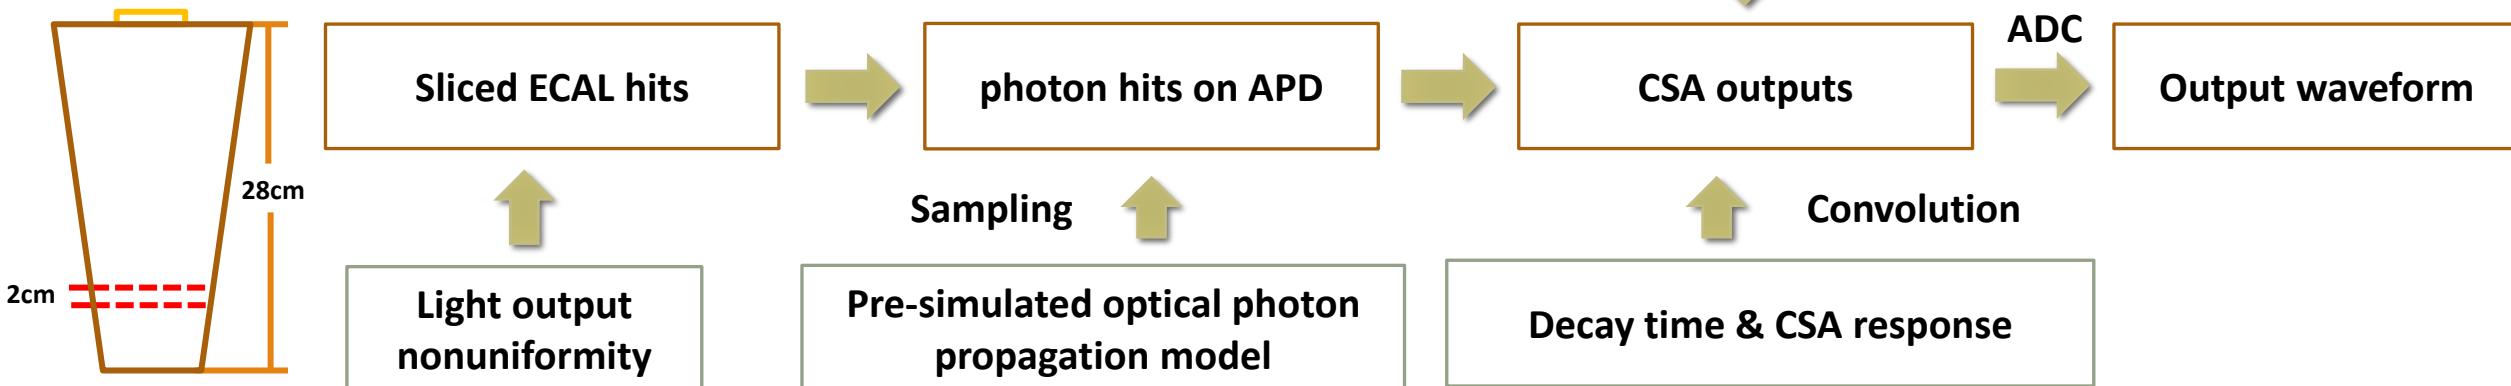 ADC
Sliced ECAL hits
photon hits on APD
CSA outputs
Output waveform
28cm
Sampling
Convolution
2cm
Light output
nonuniformity
Pre-simulated optical photon
propagation model
Decay time & CSA response